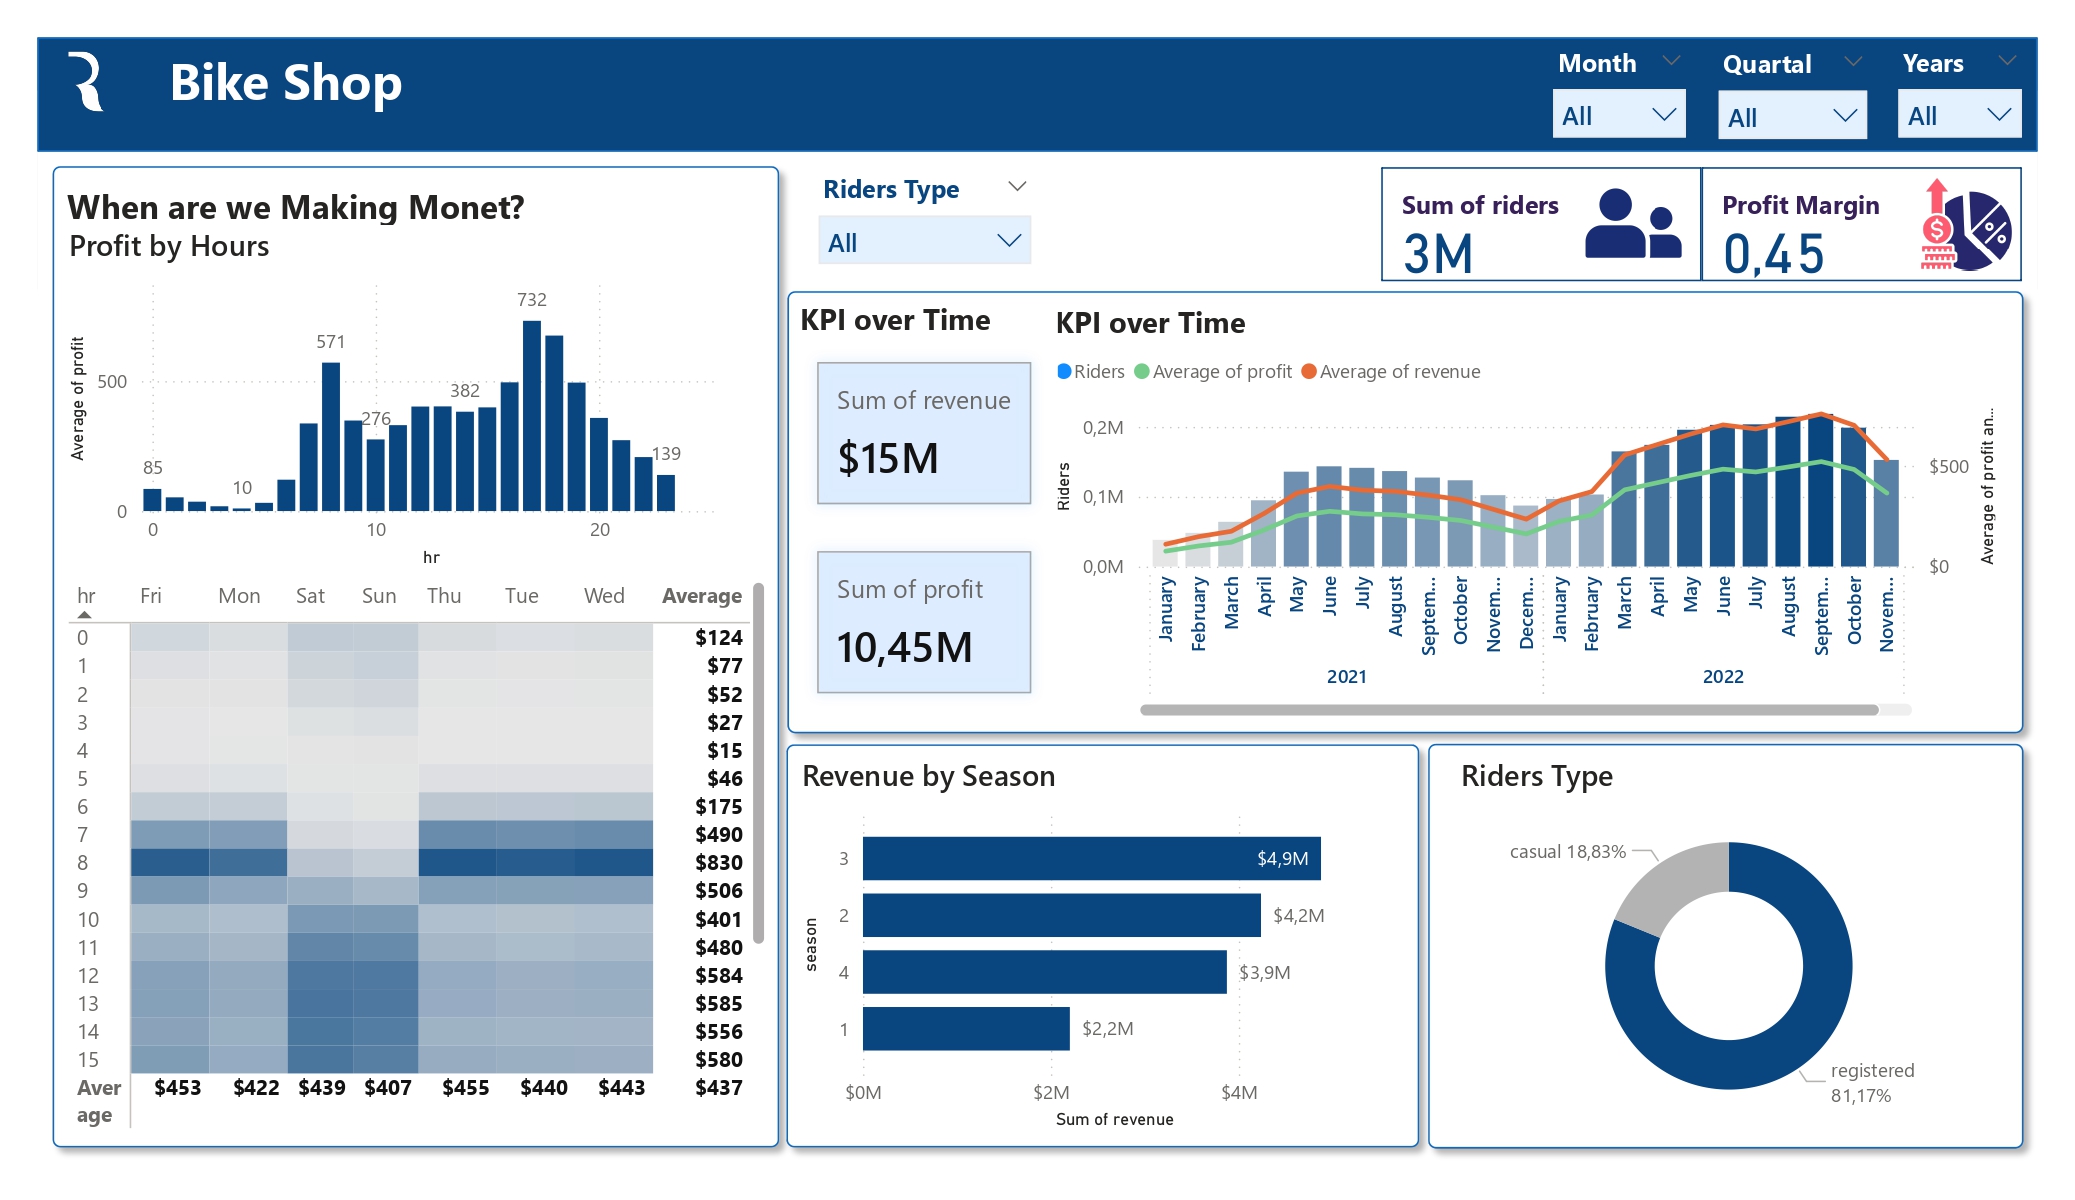 Bike Shop
Month
Quartal
Years
All
All
All
When are we Making Monet?
Profit by Hours
Average of profit
500
0
85
10
571
276
382
732
139
0
10
20
hr
hr Fri Mon Sat Sun Thu Tue Wed Average
0 $124
1 $77
2 $52
3 $27
4 $15
5 $46
6 $175
7 $490
8 $830
9 $506
10 $401
11 $480
12 $584
13 $585
14 $556
15 $580
Aver $453 $422 $439 $407 $455 $440 $443 $437
age
Riders Type
All
Sum of riders
3M
Profit Margin
0,45
KPI over Time
Sum of revenue
$15M
Sum of profit
10,45M
KPI over Time
Riders Average of profit Average of revenue
0,2M
0,1M
0,0M
Riders
$500
$0
Average of profit an...
January
February
March
April
May
June
July
August
Septem...
October
Novem...
Decem...
January
February
March
April
May
June
July
August
Septem...
October
Novem...
2021
2022
Revenue by Season
season
3 $4,9M
2 $4,2M
4 $3,9M
1 $2,2M
$0M $2M $4M
Sum of revenue
Riders Type
casual 18,83%
registered
81,17%